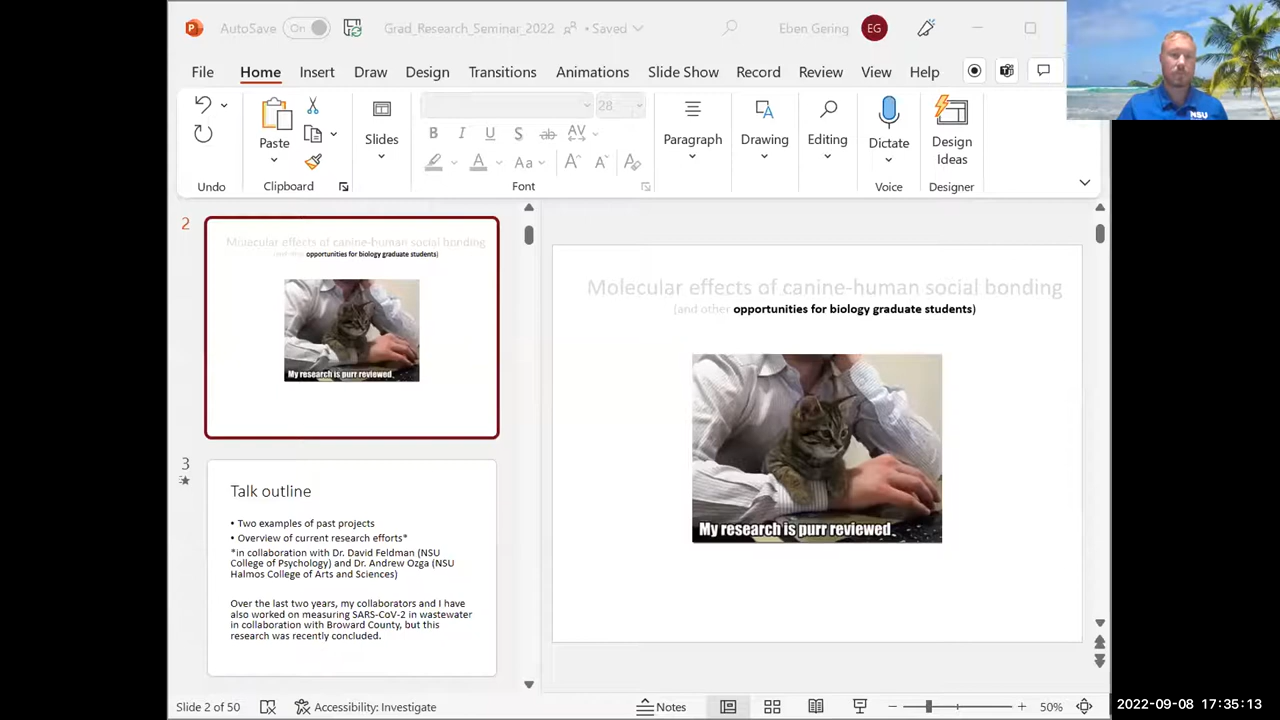 AutoSave
On
Grad_Research_Seminar_2022
• Saved
Eben Gering
EG
File
Home
Insert
Draw
Design
Transitions
Animations
Slide Show
Record
Review
View
Help
NSU
Paste
Slides
28
B I U S ab AV
A Aa A A A
Paragraph
Drawing
Editing
Dictate
Design
Ideas
Undo
Clipboard
Font
Voice
Designer
2
Molecular effects of canine-human social bonding
(and other opportunities for biology graduate students)
My research is purr reviewed.
3
Talk outline
• Two examples of past projects
• Overview of current research efforts*
*in collaboration with Dr. David Feldman (NSU
College of Psychology) and Dr. Andrew Ozga (NSU
Halmos College of Arts and Sciences)
Over the last two years, my collaborators and I have
also worked on measuring SARS-CoV-2 in wastewater
in collaboration with Broward County, but this
research was recently concluded.
Molecular effects of canine-human social bonding
(and other opportunities for biology graduate students)
My research is purr reviewed.
Slide 2 of 50
Accessibility: Investigate
Notes
50%
2022-09-08 17:35:13